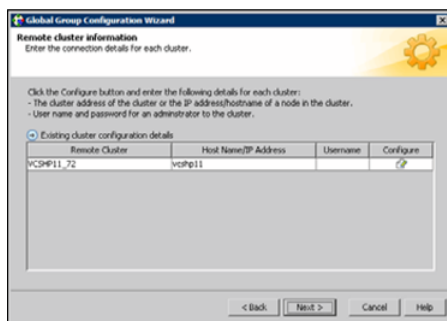 Global Group Configuration Wizard
Remote cluster information
Enter the connection details for each cluster.
Click the Configure button and enter the following details for each cluster:
- The cluster address of the cluster or the IP address/hostname of a node in the cluster.
- User name and password for an adminstrator to the cluster.
Existing cluster configuration details
Remote Cluster Host Name/IP Address Username Configure
VCSHP11_72 vcshp11
< Back Next > Cancel Help